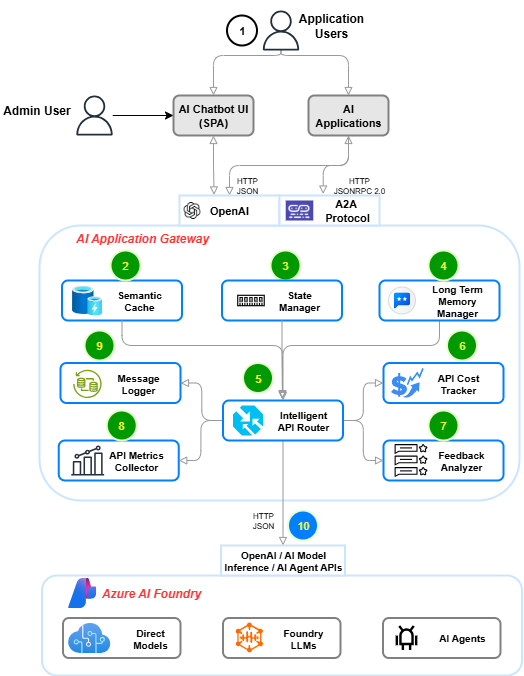 1
Application
Users
Admin User
AI Chatbot UI
(SPA)
AI
Applications
HTTP
JSON
HTTP
JSONRPC 2.0
OpenAI
A2A
Protocol
AI Application Gateway
2
3
4
Semantic
Cache
State
Manager
Long Term
Memory
Manager
9
5
6
Message
Logger
API Cost
Tracker
Intelligent
API Router
8
7
API Metrics
Collector
Feedback
Analyzer
HTTP
JSON
10
OpenAI / AI Model
Inference / AI Agent APIs
Azure AI Foundry
Direct
Models
Foundry
LLMs
AI Agents